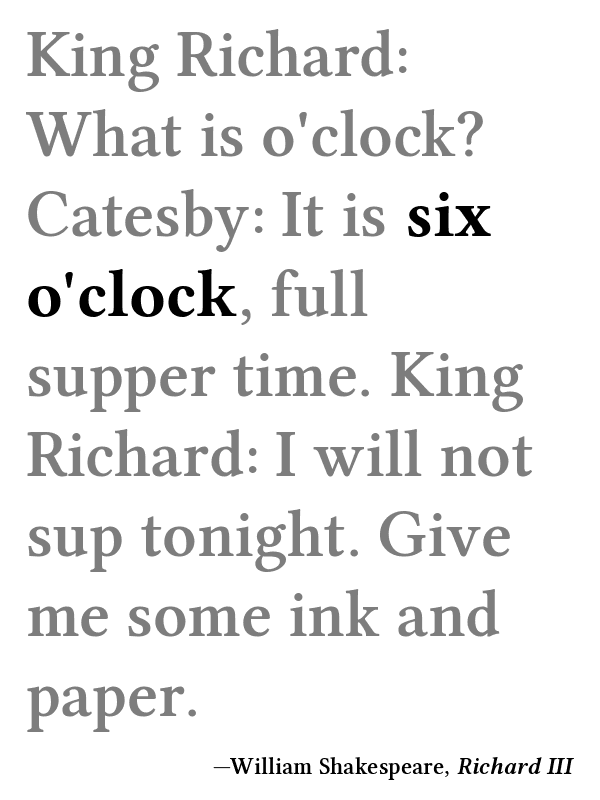 King Richard:
What is o'clock?
Catesby: It is six
o'clock, full
supper time. King
Richard: I will not
sup tonight. Give
me some ink and
paper.
—William Shakespeare, Richard III